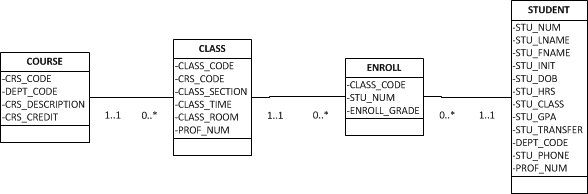 COURSE
-CRS_CODE
-DEPT_CODE
-CRS_DESCRIPTION
-CRS_CREDIT
1..1
0..*
CLASS
-CLASS_CODE
-CRS_CODE
-CLASS_SECTION
-CLASS_TIME
-CLASS_ROOM
-PROF_NUM
1..1
0..*
ENROLL
-CLASS_CODE
-STU_NUM
-ENROLL_GRADE
0..*
1..1
STUDENT
-STU_NUM
-STU_LNAME
-STU_FNAME
-STU_INIT
-STU_DOB
-STU_HRS
-STU_CLASS
-STU_GPA
-STU_TRANSFER
-DEPT_CODE
-STU_PHONE
-PROF_NUM